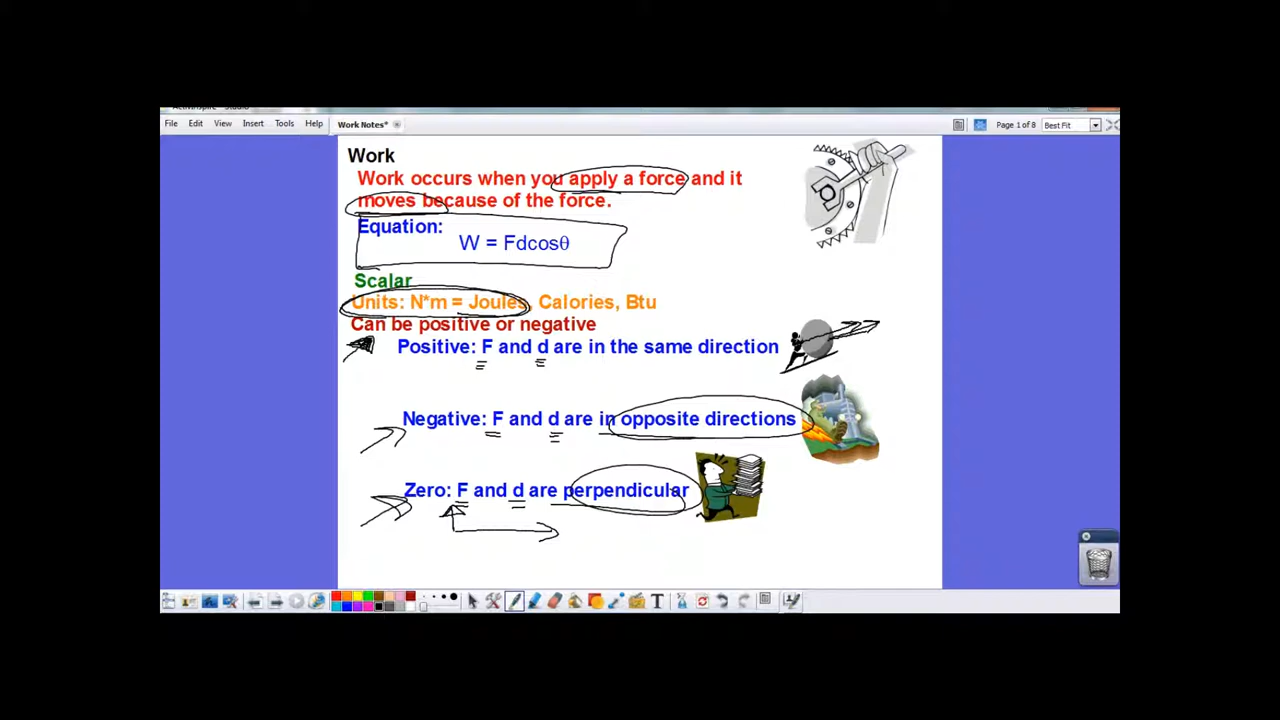 File Edit View Insert Tools Help
Work Notes*
Page 1 of 8 Best Fit
Work
Work occurs when you apply a force and it
moves because of the force.
Equation:
W = Fdcosθ
Scalar
Units: N*m = Joules, Calories, Btu
Can be positive or negative
Positive: F and d are in the same direction
Negative: F and d are in opposite directions
Zero: F and d are perpendicular